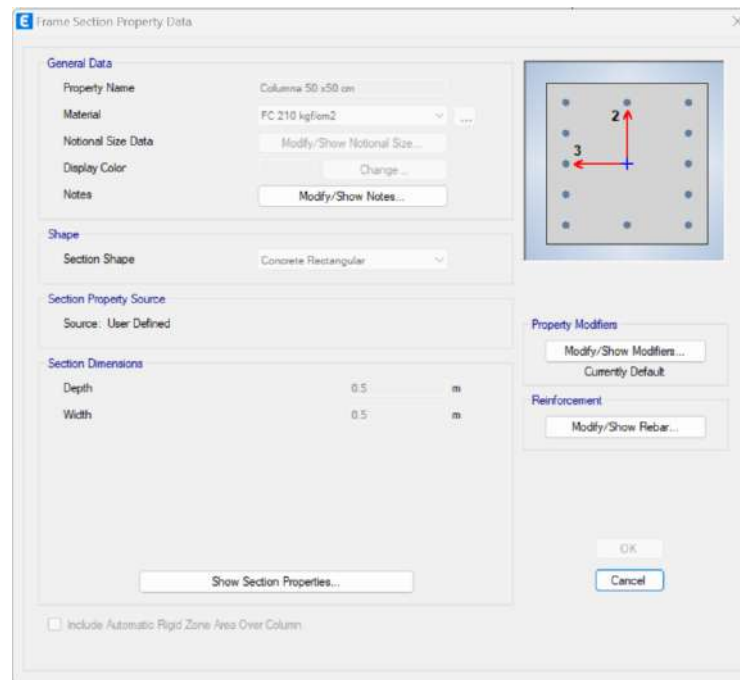 E Frame Section Property Data
General Data
Property Name Columna 50 x50 cm
Material FC 210 kgf/cm2 ...
Notional Size Data Modify/Show Notional Size...
Display Color Change...
Notes Modify/Show Notes...
2
3
Shape
Section Shape Concrete Rectangular
Section Property Source
Source: User Defined
Property Modifiers
Modify/Show Modifiers...
Currently Default
Section Dimensions
Depth 0.5 m
Width 0.5 m
Reinforcement
Modify/Show Rebar...
Show Section Properties...
OK
Cancel
Include Automatic Rigid Zone Area Over Column